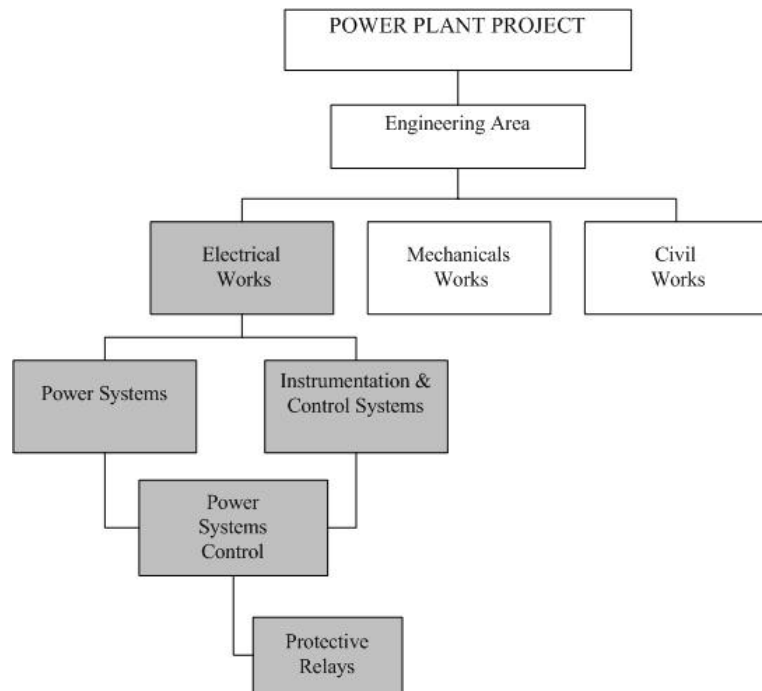 POWER PLANT PROJECT
Engineering Area
Electrical
Works
Mechanicals
Works
Civil
Works
Power Systems
Instrumentation &
Control Systems
Power
Systems
Control
Protective
Relays